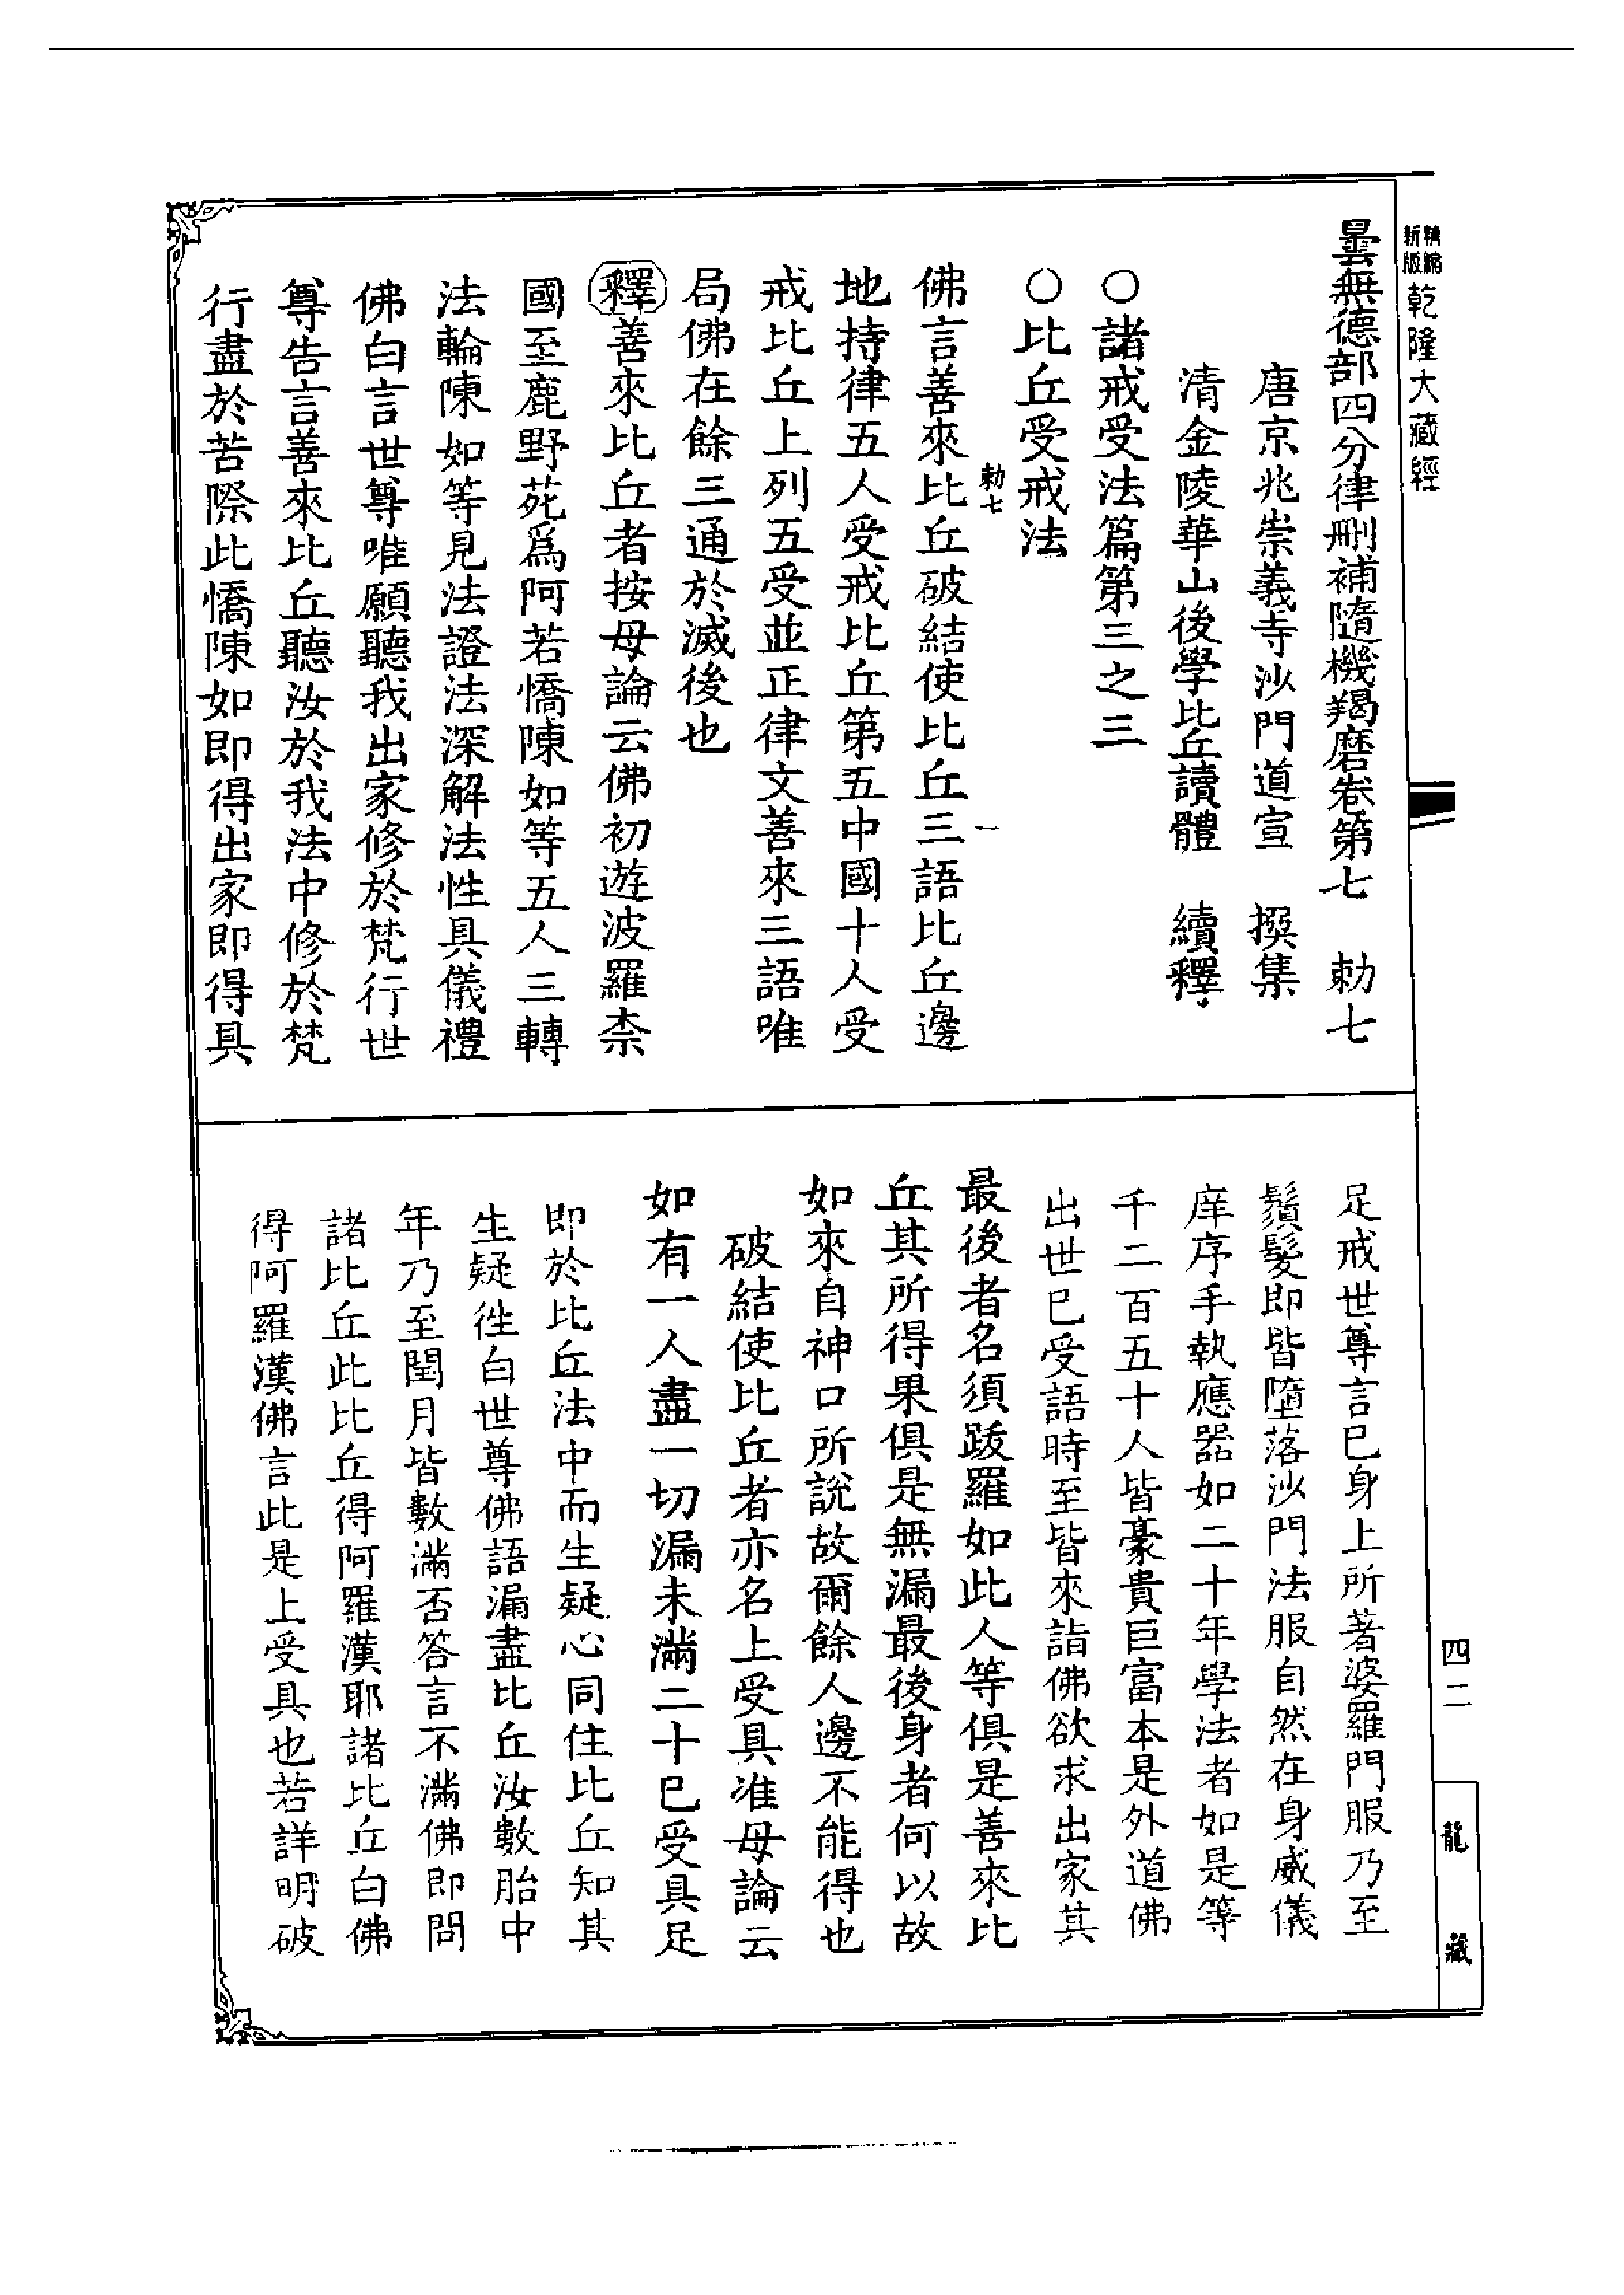 精縮新版乾隆大藏經
曇無德部四分律刪補隨機羯磨卷第七　勅七
唐京兆崇義寺沙門道宣　撰集
清金陵華山後學比丘讀體　續釋
○諸戒受法篇第三之三
○比丘受戒法
勅七　一
佛言善來比丘破結使比丘三語比丘邊
地持律五人受戒比丘第五中國十人受
戒比丘上列五受並正律文善來三語唯
局佛在餘三通於滅後也
釋善來比丘者按母論云佛初遊波羅柰
國至鹿野苑爲阿若憍陳如等五人三轉
法輪陳如等見法證法深解法性具儀禮
佛白言世尊唯願聽我出家修於梵行世
尊告言善來比丘聽汝於我法中修於梵
行盡於苦際此憍陳如即得出家即得具
足戒世尊言已身上所著婆羅門服乃至
鬚髮即皆墮落沙門法服自然在身威儀
庠序手執應器如二十年學法者如是等
千二百五十人皆豪貴巨富本是外道佛
出世已受語時至皆來詣佛欲求出家其
最後者名須跋羅如此人等俱是善來比
丘其所得果俱是無漏最後身者何以故
如來自神口所說故爾餘人邊不能得也
破結使比丘者亦名上受具准母論云
如有一人盡一切漏未滿二十已受具足
即於比丘法中而生疑心同住比丘知其
生疑徃白世尊佛語漏盡比丘汝數胎中
年乃至閏月皆數滿否答言不滿佛即問
諸比丘此比丘得阿羅漢耶諸比丘白佛
得阿羅漢佛言此是上受具也若詳明破
四二
龍藏